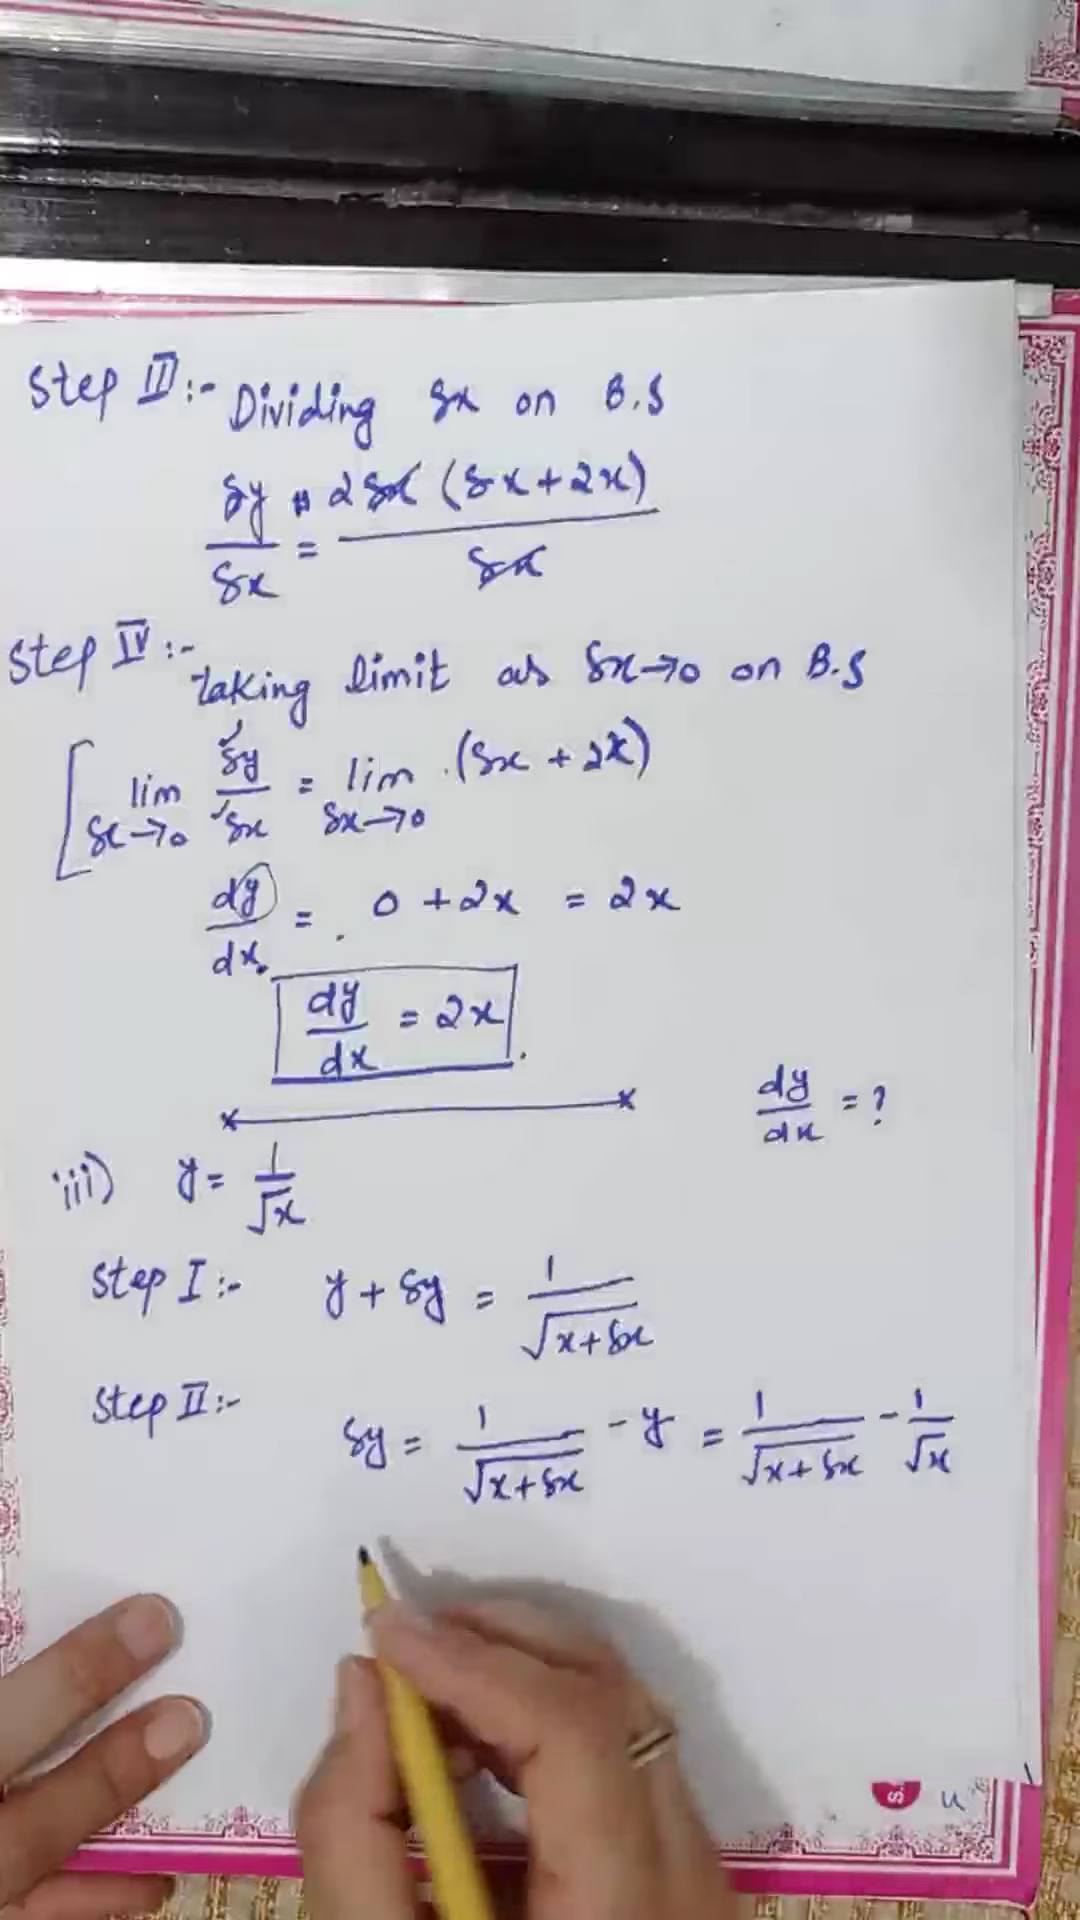 Step III:- Dividing δx on B.S
δy/δx = 2δx (δx+2x)/δx
Step IV:- taking limit as δx→0 on B.S
lim δx→0 δy/δx = lim δx→0 (δx + 2x)
dy/dx = 0 + 2x = 2x
dy/dx = 2x
dy/dx = ?
iii) y = 1/√x
Step I:- y + δy = 1/√x+δx
Step II:-
δy = 1/√x+δx - y = 1/√x+δx - 1/√x